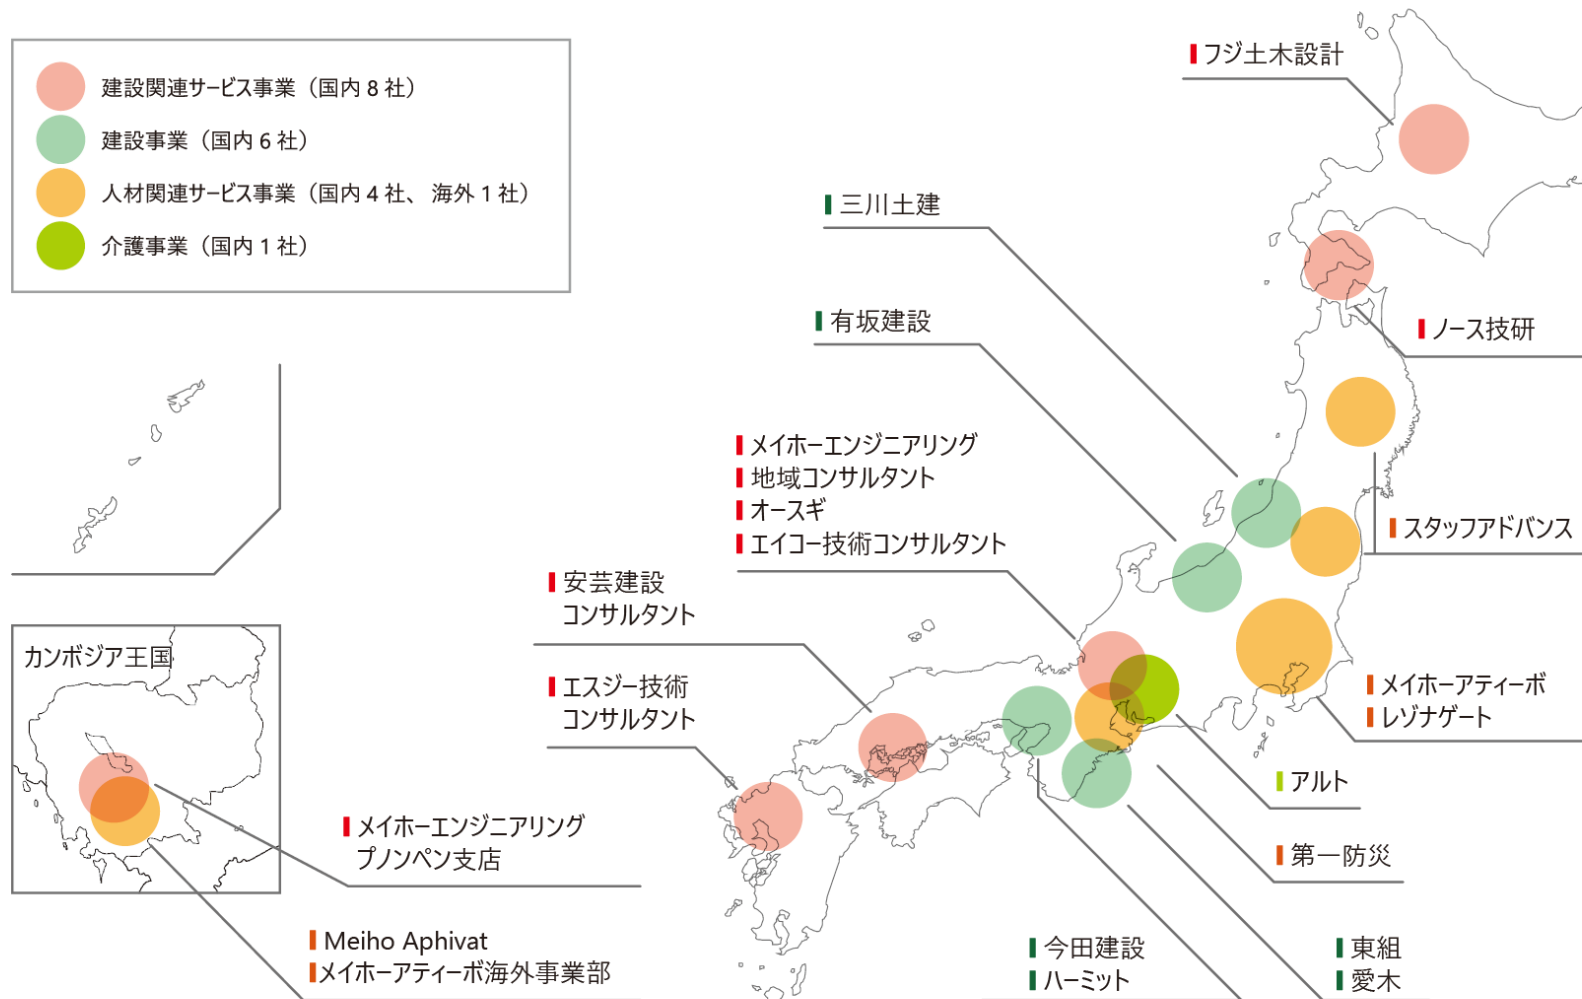 建設関連サービス事業（国内 8 社）
建設事業（国内 6 社）
人材関連サービス事業（国内 4 社、 海外 1 社）
介護事業（国内 1 社）
フジ土木設計
ノース技研
三川土建
有坂建設
メイホーエンジニアリング
地域コンサルタント
オースギ
エイコー技術コンサルタント
スタッフアドバンス
安芸建設
コンサルタント
エスジー技術
コンサルタント
メイホーアティーボ
レゾナゲート
アルト
第一防災
カンボジア王国
メイホーエンジニアリング
プノンペン支店
Meiho Aphivat
メイホーアティーボ海外事業部
今田建設
ハーミット
東組
愛木